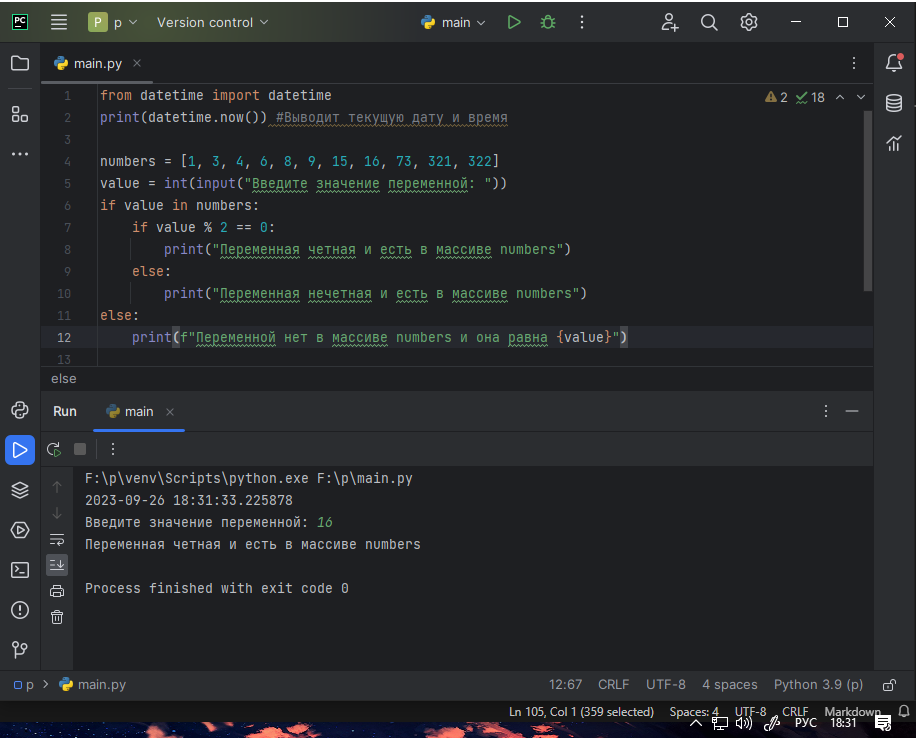 PC P p Version control main
main.py
1 from datetime import datetime 2 18
2 print(datetime.now()) #Выводит текущую дату и время
3
4 numbers = [1, 3, 4, 6, 8, 9, 15, 16, 73, 321, 322]
5 value = int(input("Введите значение переменной: "))
6 if value in numbers:
7 if value % 2 == 0:
8 print("Переменная четная и есть в массиве numbers")
9 else:
10 print("Переменная нечетная и есть в массиве numbers")
11 else:
12 print(f"Переменной нет в массиве numbers и она равна {value}")
13
else
Run main
F:\p\venv\Scripts\python.exe F:\p\main.py
2023-09-26 18:31:33.225878
Введите значение переменной: 16
Переменная четная и есть в массиве numbers
Process finished with exit code 0
p > main.py 12:67 CRLF UTF-8 4 spaces Python 3.9 (p)
Ln 105, Col 1 (359 selected) Spaces: 4 UTF-8 CRLF Markdown
РУС 18:31